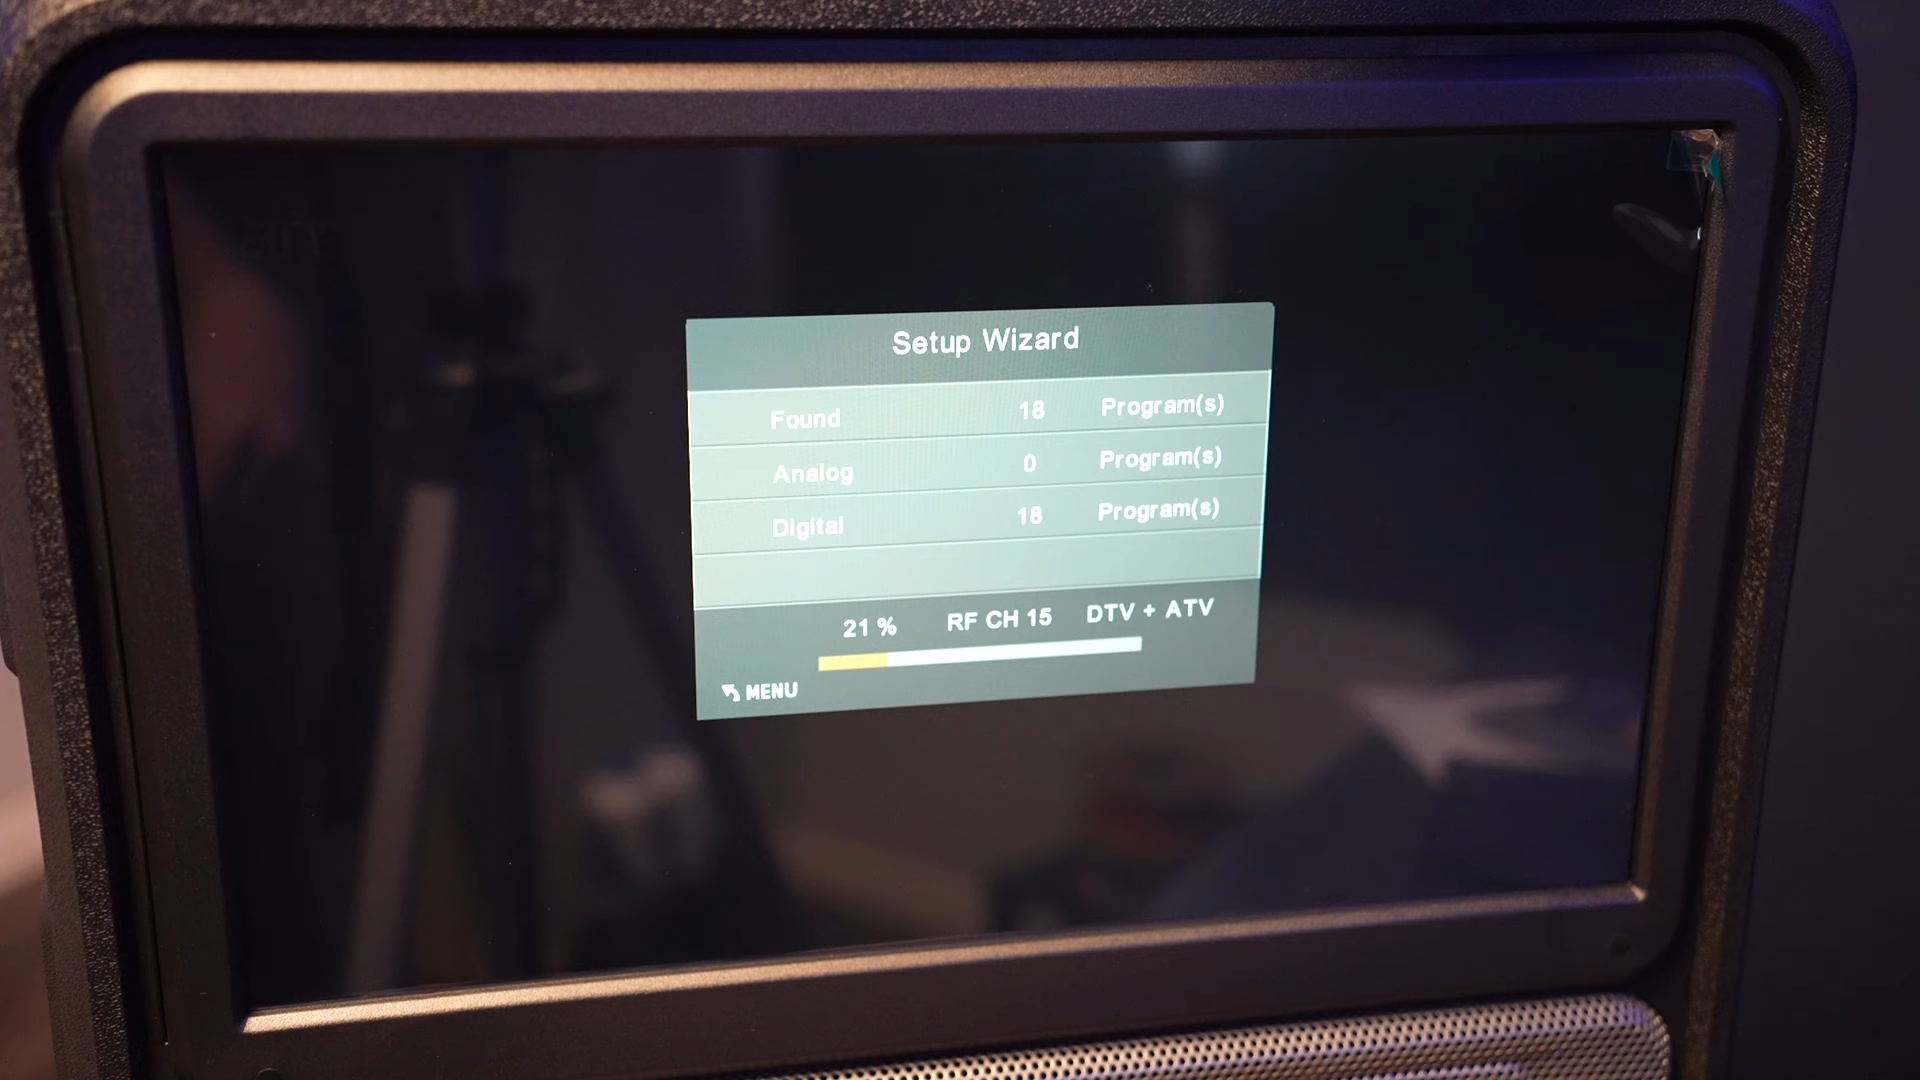 Setup Wizard
Found 18 Program(s)
Analog 0 Program(s)
Digital 18 Program(s)
21 % RF CH 15 DTV + ATV
MENU